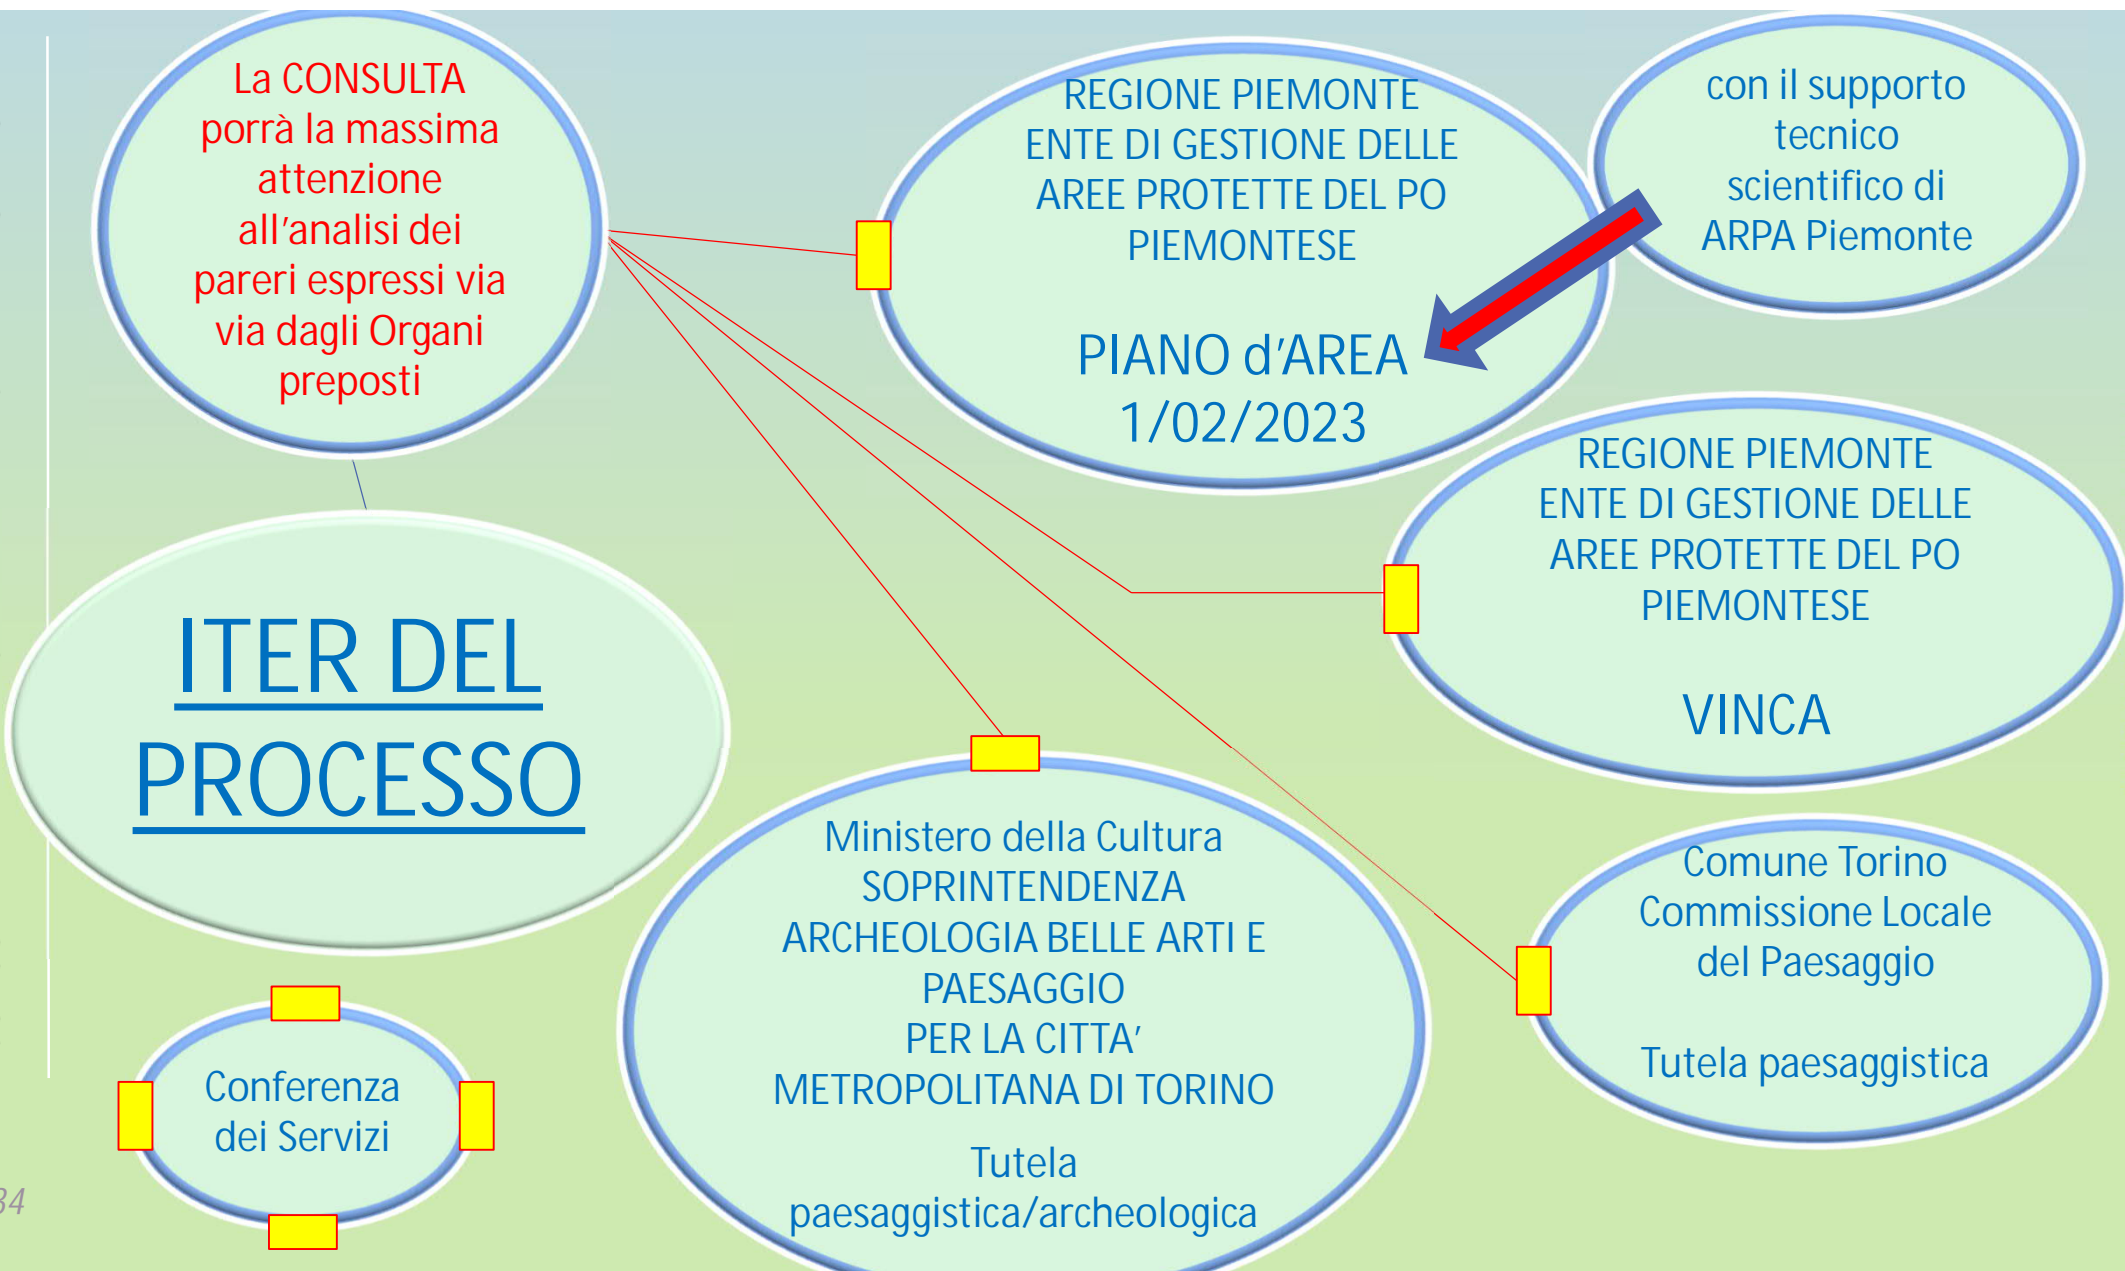 La CONSULTA
porrà la massima
attenzione
all’analisi dei
pareri espressi via
via dagli Organi
preposti
REGIONE PIEMONTE
ENTE DI GESTIONE DELLE
AREE PROTETTE DEL PO
PIEMONTESE
PIANO d’AREA
1/02/2023
con il supporto
tecnico
scientifico di
ARPA Piemonte
REGIONE PIEMONTE
ENTE DI GESTIONE DELLE
AREE PROTETTE DEL PO
PIEMONTESE
VINCA
ITER DEL
PROCESSO
Ministero della Cultura
SOPRINTENDENZA
ARCHEOLOGIA BELLE ARTI E
PAESAGGIO
PER LA CITTA’
METROPOLITANA DI TORINO
Tutela
paesaggistica/archeologica
Comune Torino
Commissione Locale
del Paesaggio
Tutela paesaggistica
Conferenza
dei Servizi
34